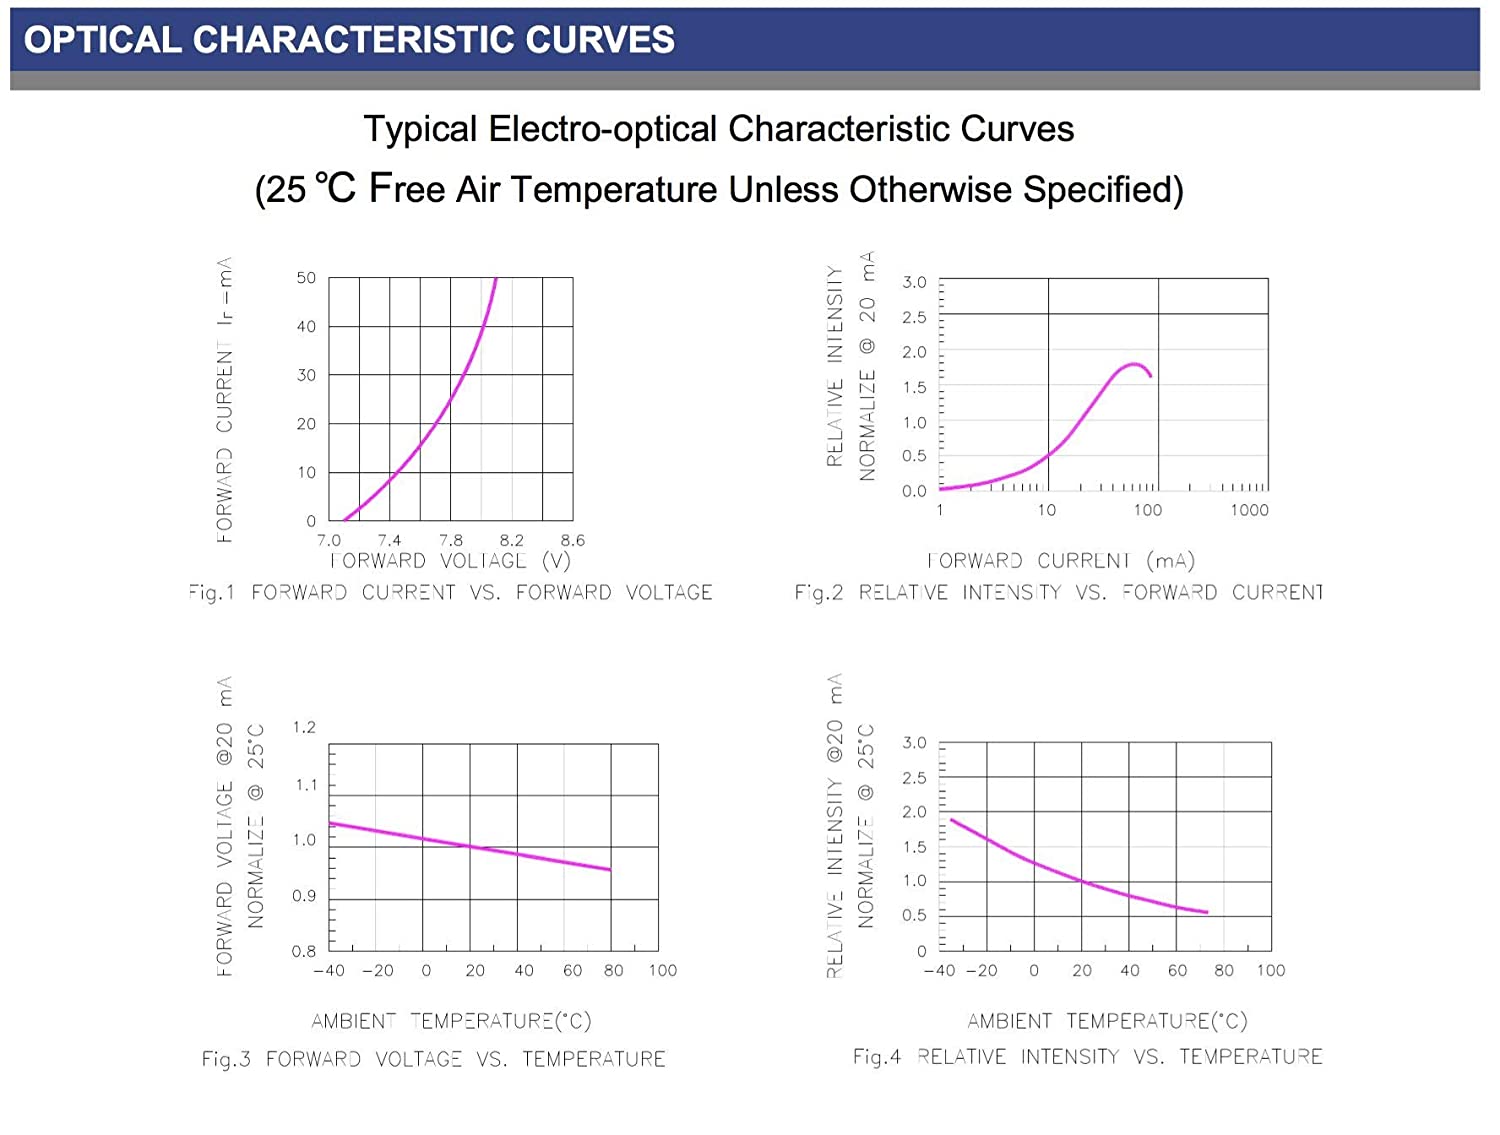 OPTICAL CHARACTERISTIC CURVES
Typical Electro-optical Characteristic Curves
(25 ℃ Free Air Temperature Unless Otherwise Specified)
FORWARD CURRENT IF=mA
50
40
30
20
10
0
7.0 7.4 7.8 8.2 8.6
FORWARD VOLTAGE (V)
Fig.1 FORWARD CURRENT VS. FORWARD VOLTAGE
RELATIVE INTENSITY
NORMALIZE @ 20 mA
3.0
2.5
2.0
1.5
1.0
0.5
0.0
1 10 100 1000
FORWARD CURRENT (mA)
Fig.2 RELATIVE INTENSITY VS. FORWARD CURRENT
FORWARD VOLTAGE @20 mA
NORMALIZE @ 25°C
1.2
1.1
1.0
0.9
0.8
-40 -20 0 20 40 60 80 100
AMBIENT TEMPERATURE(°C)
Fig.3 FORWARD VOLTAGE VS. TEMPERATURE
RELATIVE INTENSITY @20 mA
NORMALIZE @ 25°C
3.0
2.5
2.0
1.5
1.0
0.5
0
-40 -20 0 20 40 60 80 100
AMBIENT TEMPERATURE(°C)
Fig.4 RELATIVE INTENSITY VS. TEMPERATURE